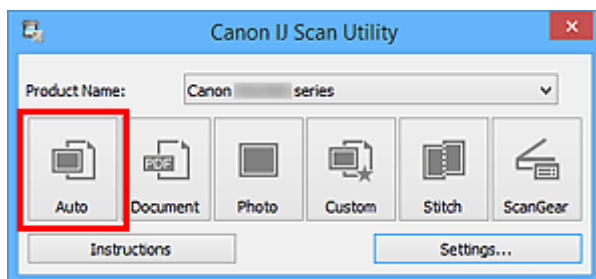 Canon IJ Scan Utility
Product Name: Canon series
PDF
Auto Document Photo Custom Stitch ScanGear
Instructions Settings...